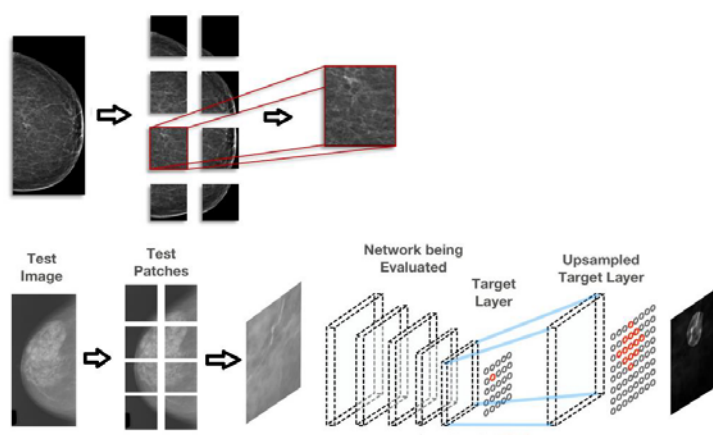 Test
Image
Test
Patches
Network being
Evaluated
Target
Layer
Upsampled
Target Layer